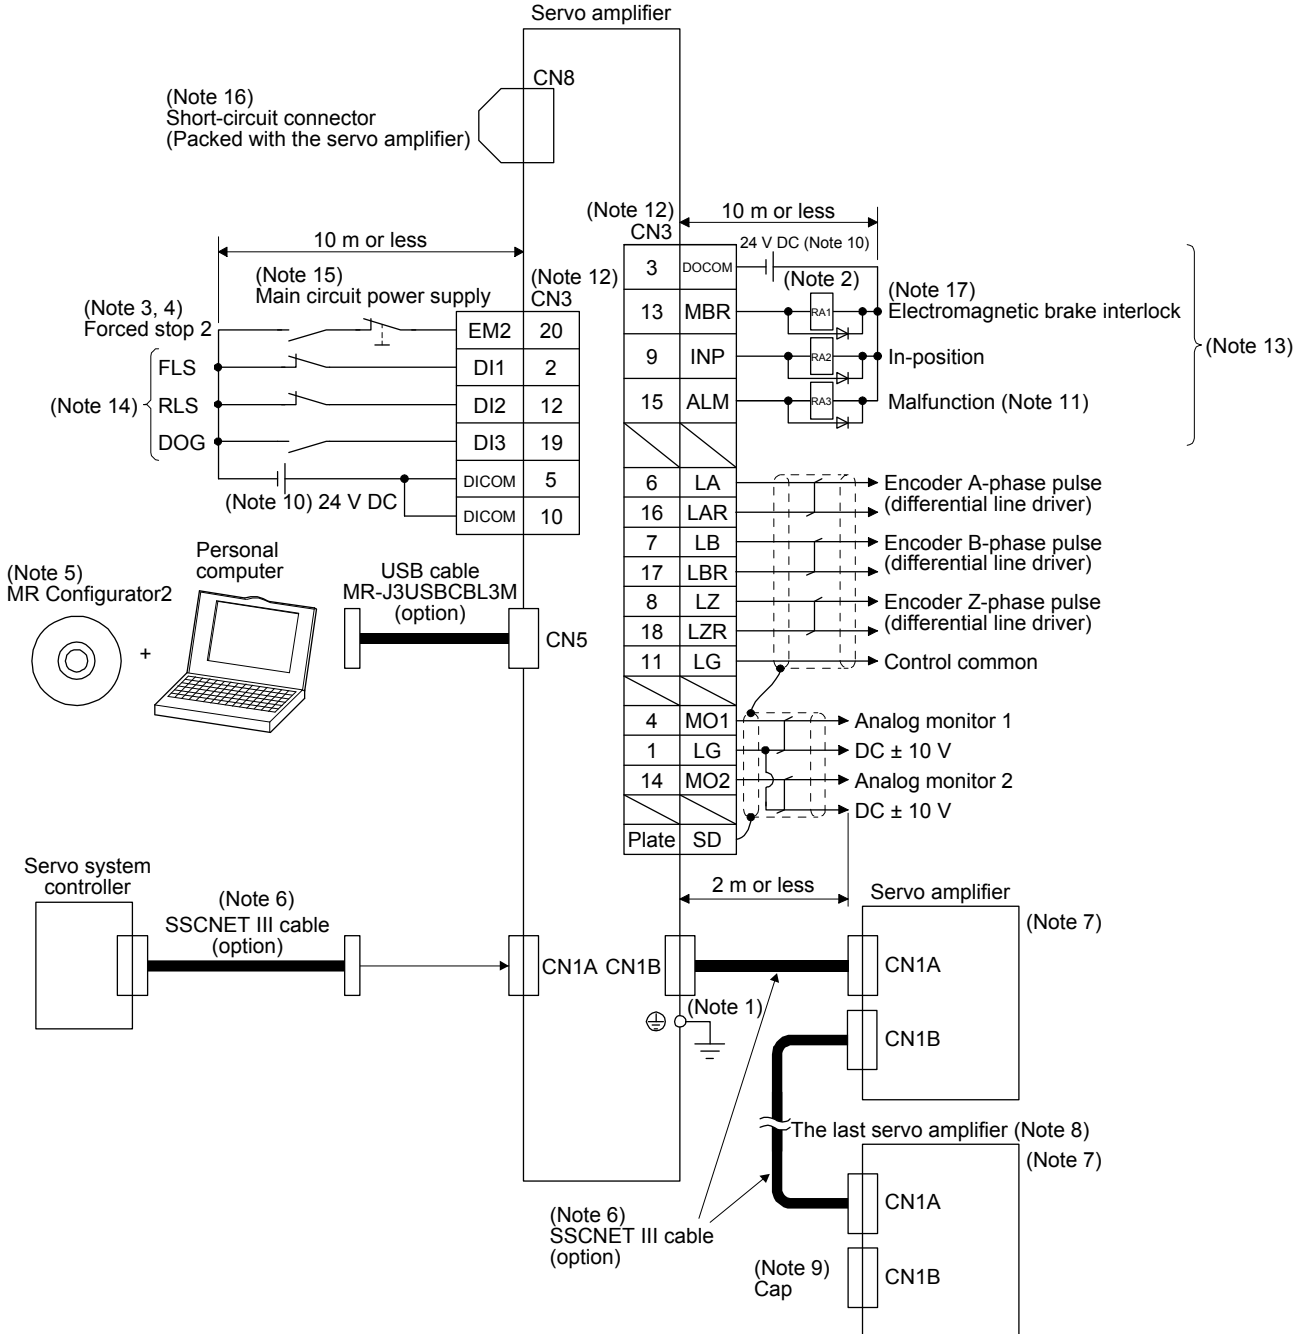 Servo amplifier
CN8
(Note 16)
Short-circuit connector
(Packed with the servo amplifier)
10 m or less
(Note 15)
Main circuit power supply
(Note 12)
CN3
(Note 3, 4)
Forced stop 2
EM2 20
FLS DI1 2
(Note 14) RLS DI2 12
DOG DI3 19
DICOM 5
(Note 10) 24 V DC
DICOM 10
(Note 12)
CN3
10 m or less
24 V DC (Note 10)
3 DOCOM
(Note 2)
(Note 17)
13 MBR RA1 Electromagnetic brake interlock
(Note 13)
9 INP RA2 In-position
15 ALM RA3 Malfunction (Note 11)
6 LA Encoder A-phase pulse
16 LAR (differential line driver)
7 LB Encoder B-phase pulse
17 LBR (differential line driver)
8 LZ Encoder Z-phase pulse
18 LZR (differential line driver)
11 LG Control common
4 MO1 Analog monitor 1
1 LG DC ± 10 V
14 MO2 Analog monitor 2
DC ± 10 V
Plate SD
2 m or less
(Note 5)
MR Configurator2
+
Personal
computer
USB cable
MR-J3USBCBL3M
(option)
CN5
Servo system
controller
(Note 6)
SSCNET III cable
(option)
CN1A CN1B
(Note 1)
Servo amplifier
(Note 7)
CN1A
CN1B
The last servo amplifier (Note 8)
(Note 7)
CN1A
CN1B
(Note 6)
SSCNET III cable
(option)
(Note 9)
Cap